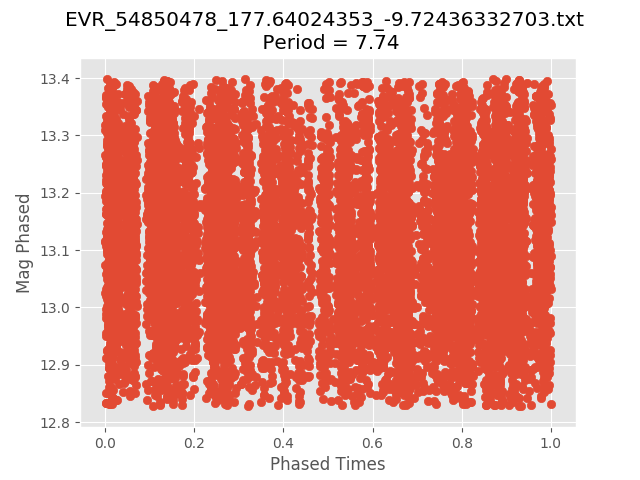 EVR_54850478_177.64024353_-9.72436332703.txt
Period = 7.74
13.4
13.3
13.2
13.1
13.0
12.9
12.8
Mag Phased
0.0 0.2 0.4 0.6 0.8 1.0
Phased Times